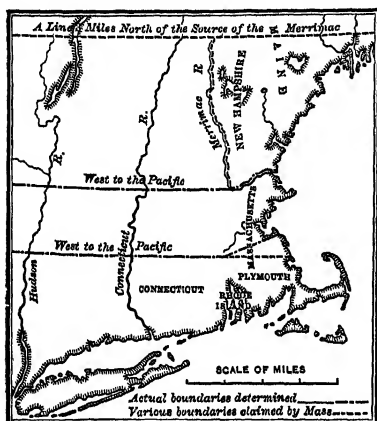 A Line 3 Miles North of the Source of the Merrimac
MAINE
R
Merrimac
NEW HAMPSHIRE
R.
R.
West to the Pacific
MASSACHUSETTS
West to the Pacific
Hudson
Connecticut
PLYMOUTH
CONNECTICUT
RHODE
ISLAND
SCALE OF MILES
Actual boundaries determined
Various boundaries claimed by Mass.